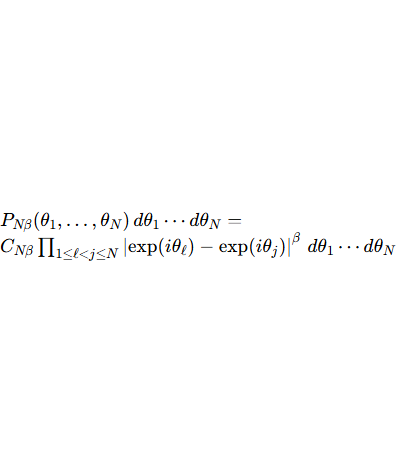 P_{Nβ}(θ_1, …, θ_N) dθ_1 ⋯ dθ_N =
C_{Nβ} ∏_{1≤ℓ<j≤N} |exp(iθ_ℓ) − exp(iθ_j)|^β dθ_1 ⋯ dθ_N